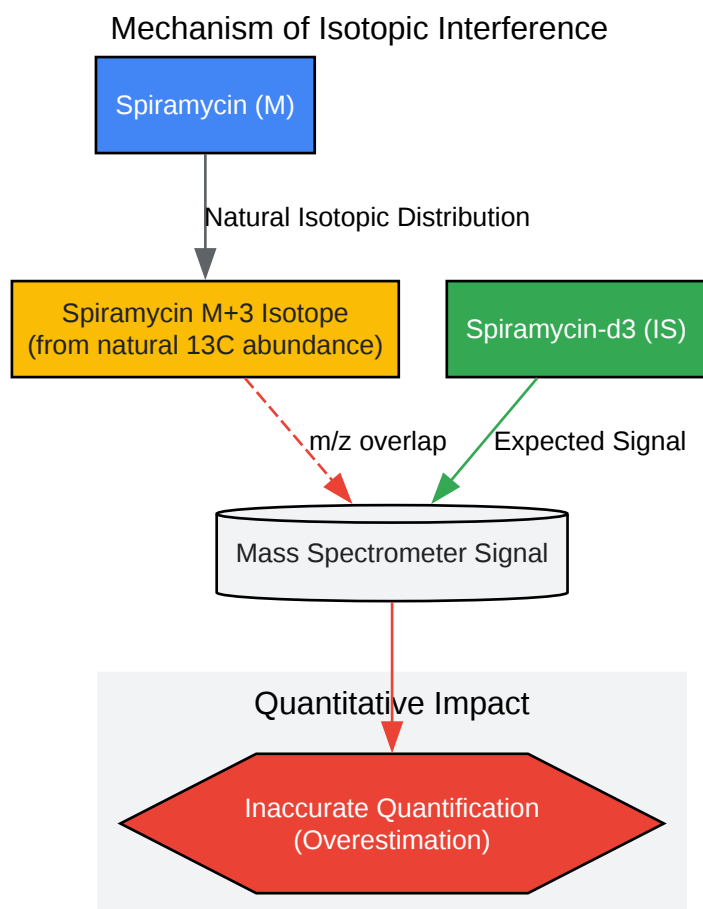 Mechanism of Isotopic Interference
Spiramycin (M)
Natural Isotopic Distribution
Spiramycin M+3 Isotope
(from natural 13C abundance)
Spiramycin-d3 (IS)
m/z overlap
Expected Signal
Mass Spectrometer Signal
Quantitative Impact
Inaccurate Quantification
(Overestimation)